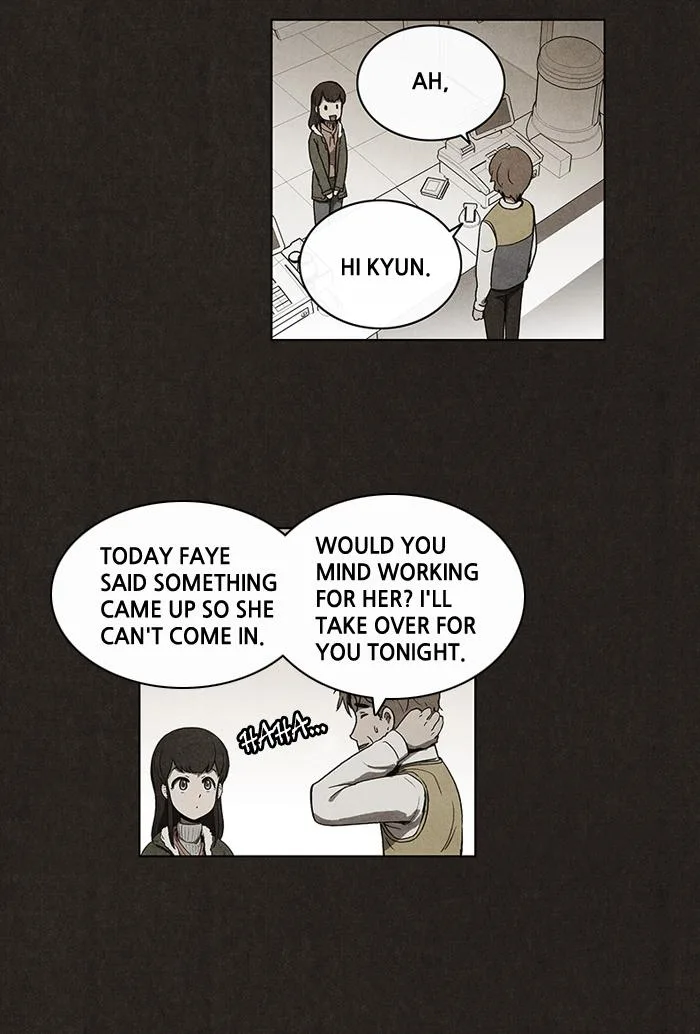 AH,
HI KYUN.
TODAY FAYE
SAID SOMETHING
CAME UP SO SHE
CAN'T COME IN.
WOULD YOU
MIND WORKING
FOR HER? I'LL
TAKE OVER FOR
YOU TONIGHT.
HAHA...